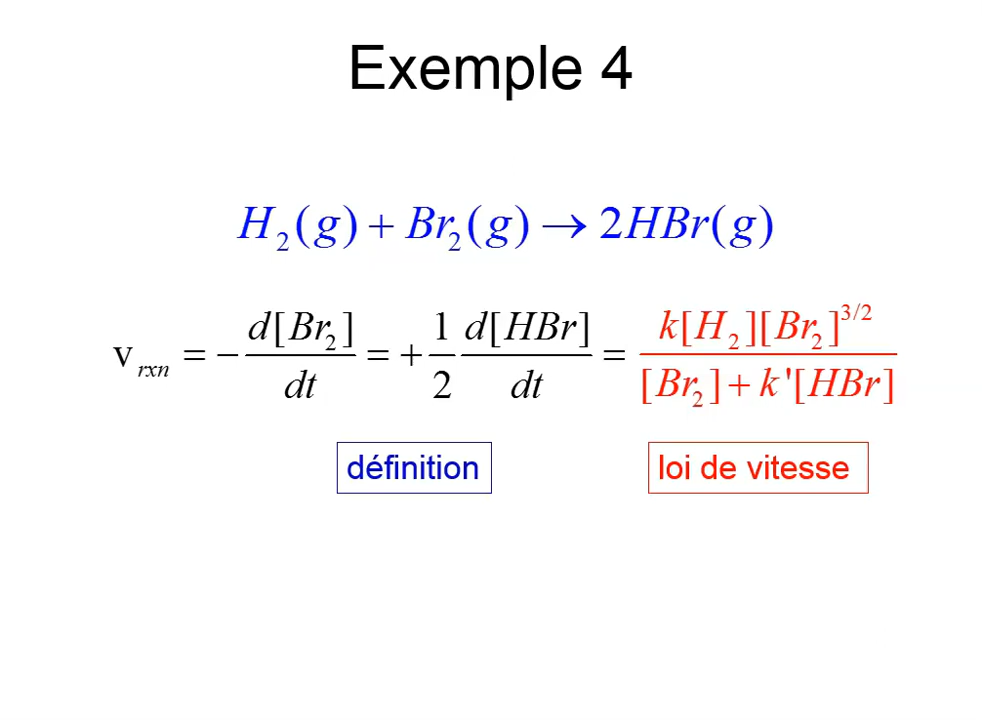 Exemple 4
H₂(g) + Br₂(g) → 2HBr(g)
v_rxn = − d[Br₂]/dt = + 1/2 d[HBr]/dt = k[H₂][Br₂]^3/2 / [Br₂] + k'[HBr]
définition loi de vitesse